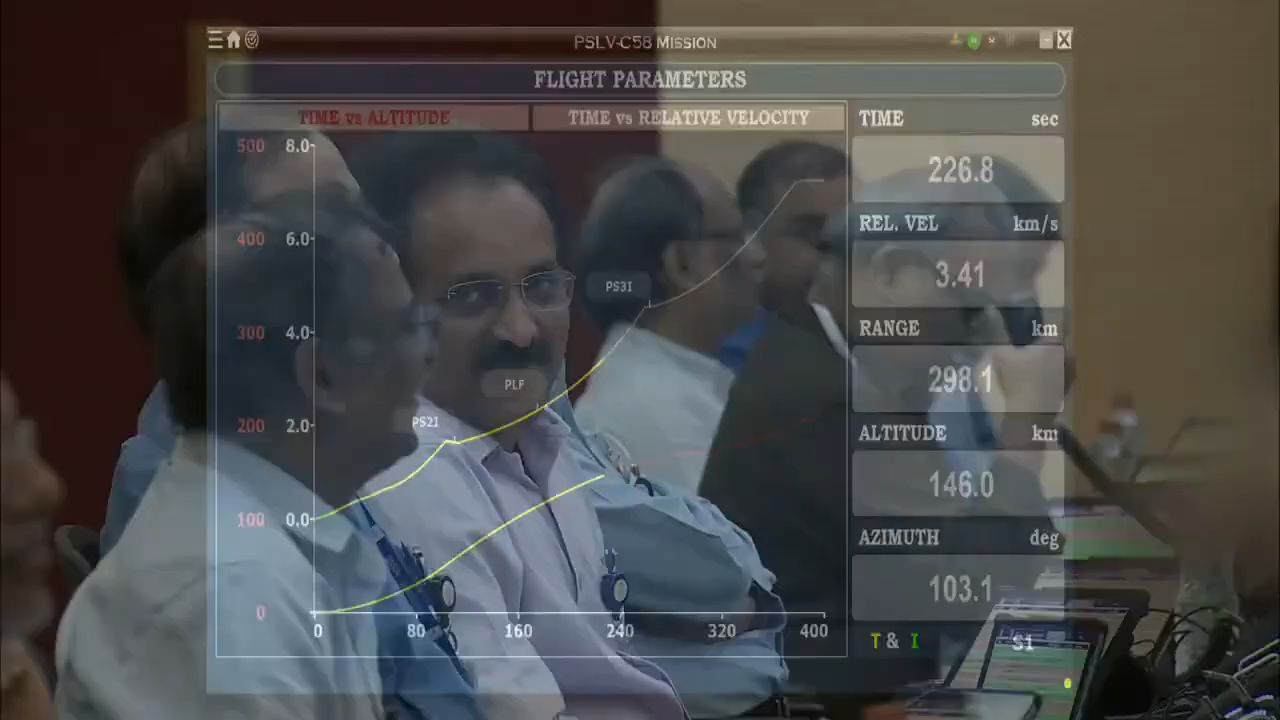 PSLV-C58 MISSION
FLIGHT PARAMETERS
TIME vs ALTITUDE
TIME vs RELATIVE VELOCITY
500 8.0
400 6.0
300 4.0
200 2.0
100 0.0
0
0 80 160 240 320 400
PS2I
PLF
PS3I
TIME sec
226.8
REL. VEL km/s
3.41
RANGE km
298.1
ALTITUDE km
146.0
AZIMUTH deg
103.1
T & I S1